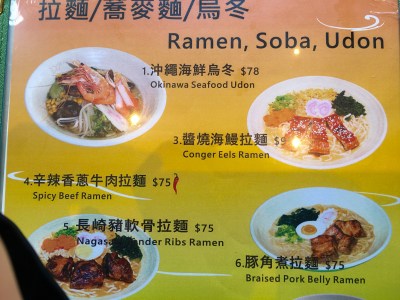 拉麵/蕎麥麵/烏冬
Ramen, Soba, Udon
1.沖繩海鮮烏冬 $78
Okinawa Seafood Udon
3.醬燒海鰻拉麵
Conger Eels Ramen
4.辛辣香蔥牛肉拉麵 $75
Spicy Beef Ramen
5. 長崎豬軟骨拉麵 $75
Ribs Ramen
6.豚角煮拉麵 $75
Braised Pork Belly Ramen